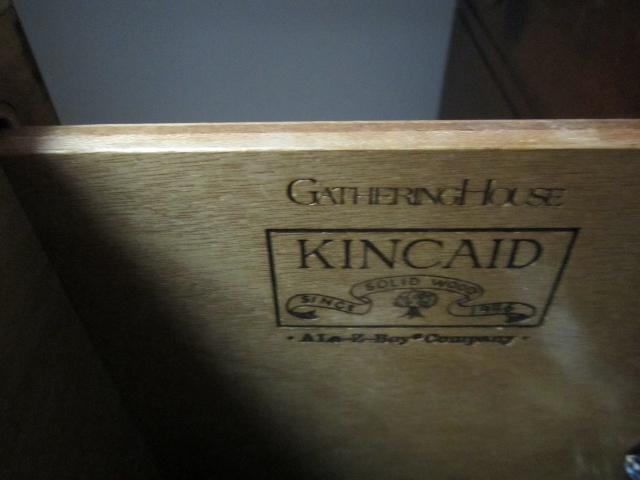 GATHERINGHOUSE
KINCAID
SOLID WOOD
SINCE 1946
• A La-Z-Boy® Company •